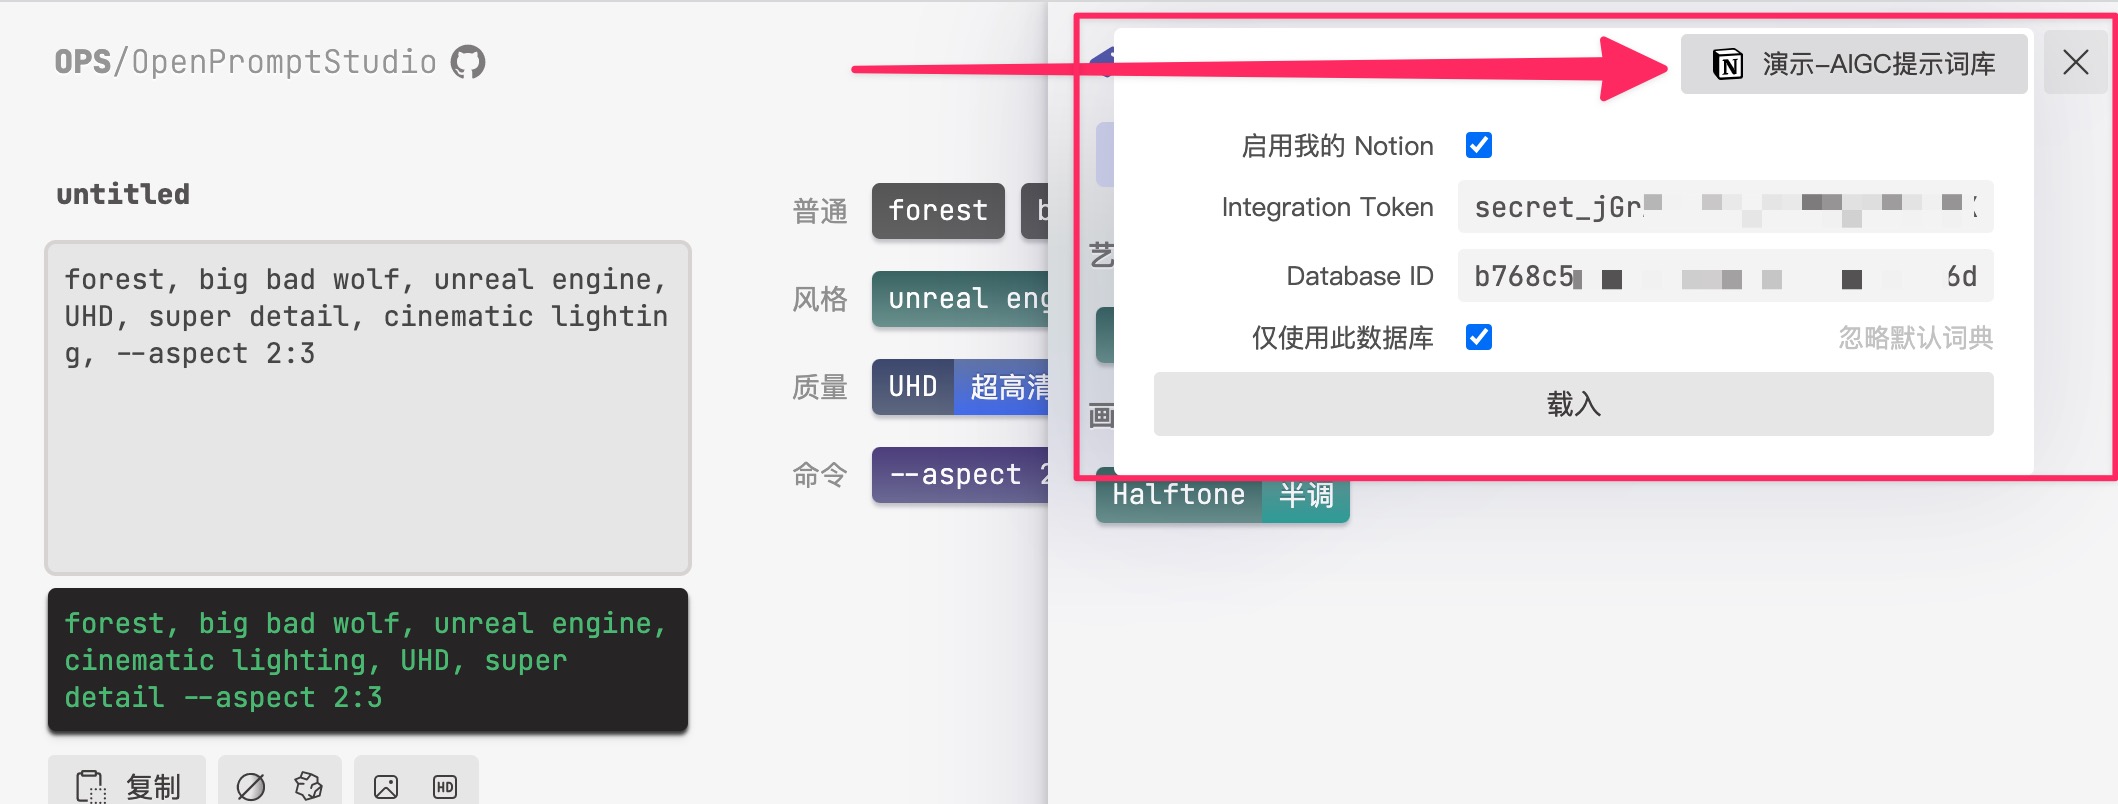 OPS/OpenPromptStudio
untitled
forest, big bad wolf, unreal engine,
UHD, super detail, cinematic lightin
g, --aspect 2:3
forest, big bad wolf, unreal engine,
cinematic lighting, UHD, super
detail --aspect 2:3
复制
HD
普通 forest b
风格 unreal eng
质量 UHD 超高清
命令 --aspect 2
艺
画
Halftone 半调
演示-AIGC提示词库
启用我的 Notion
Integration Token secret_jGr
Database ID b768c5 6d
仅使用此数据库 忽略默认词典
载入